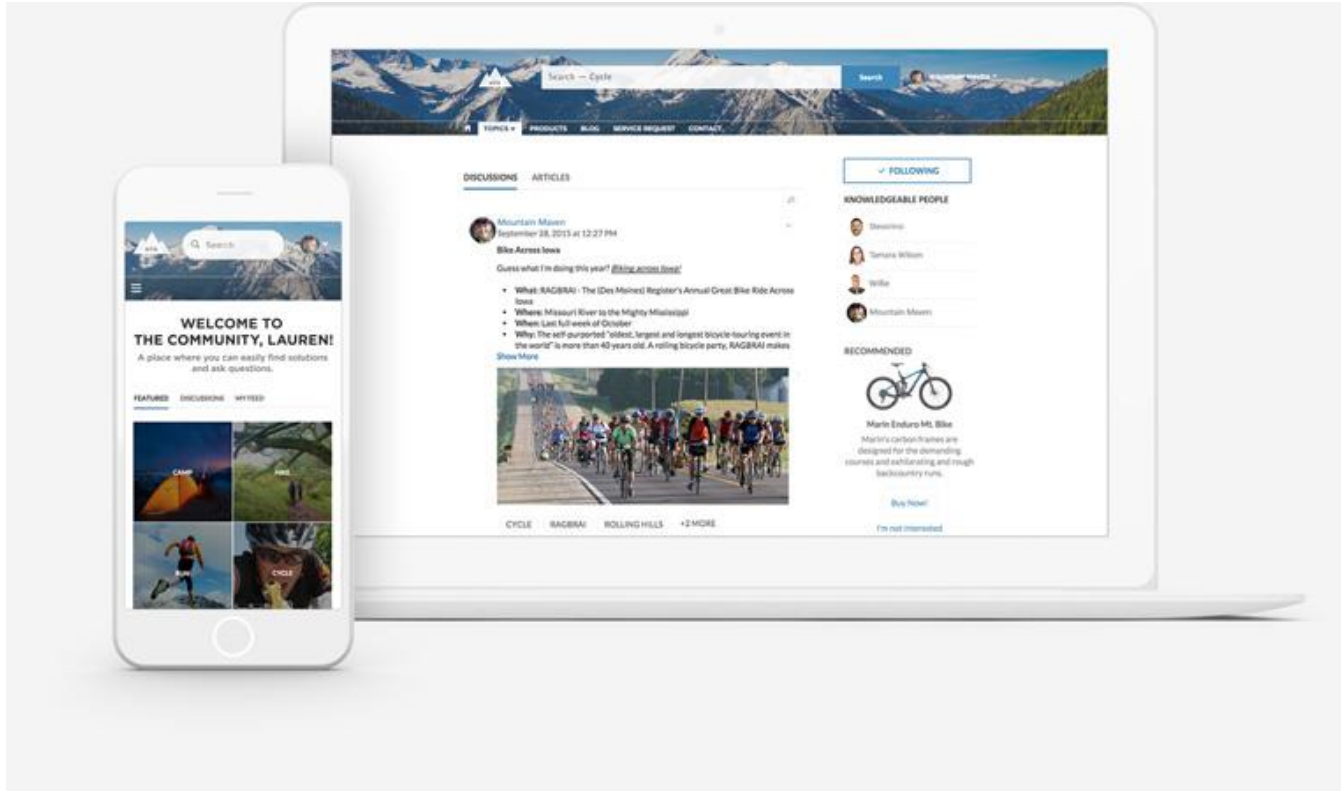 Search — Cycle
Search
TOPICS
PRODUCTS
BLOG
SERVICE REQUEST
CONTACT
DISCUSSIONS
ARTICLES
Mountain Maven
September 28, 2015 at 12:27 PM
Bike Across Iowa
Guess what I'm doing this year? Biking across Iowa!
• What: RAGBRAI - The (Des Moines) Register's Annual Great Bike Ride Across
Iowa
• Where: Missouri River to the Mighty Mississippi
• When: Last full week of October
• Why: The self-purported "oldest, largest and longest bicycle-touring event in
the world" is more than 40 years old. A rolling bicycle party, RAGBRAI makes
Show More
CYCLE
RAGBRAI
ROLLING HILLS
+2 MORE
✓ FOLLOWING
KNOWLEDGEABLE PEOPLE
Tamara Wilson
Willie
Mountain Maven
RECOMMENDED
Marin Enduro Mt. Bike
Marin's carbon frames are
designed for the demanding
courses and exhilarating and rough
backcountry runs.
Buy Now!
I'm not interested
Search
WELCOME TO
THE COMMUNITY, LAUREN!
A place where you can easily find solutions
and ask questions.
FEATURED
DISCUSSIONS
MY FEED
CAMP
HIKE
RUN
CYCLE